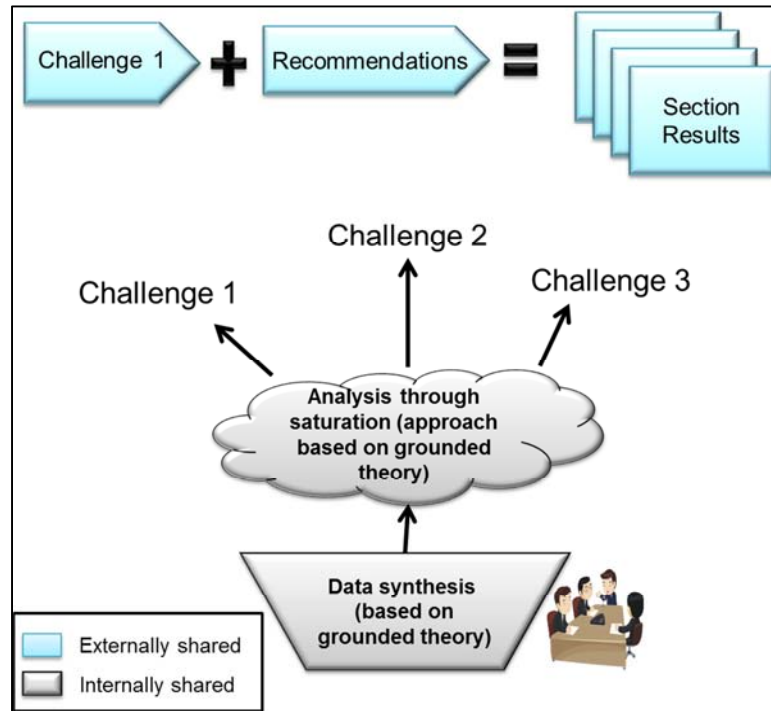 Challenge 1
Recommendations
Section
Results
Challenge 2
Challenge 1
Challenge 3
Analysis through
saturation (approach
based on grounded
theory)
Data synthesis
(based on
grounded theory)
Externally shared
Internally shared